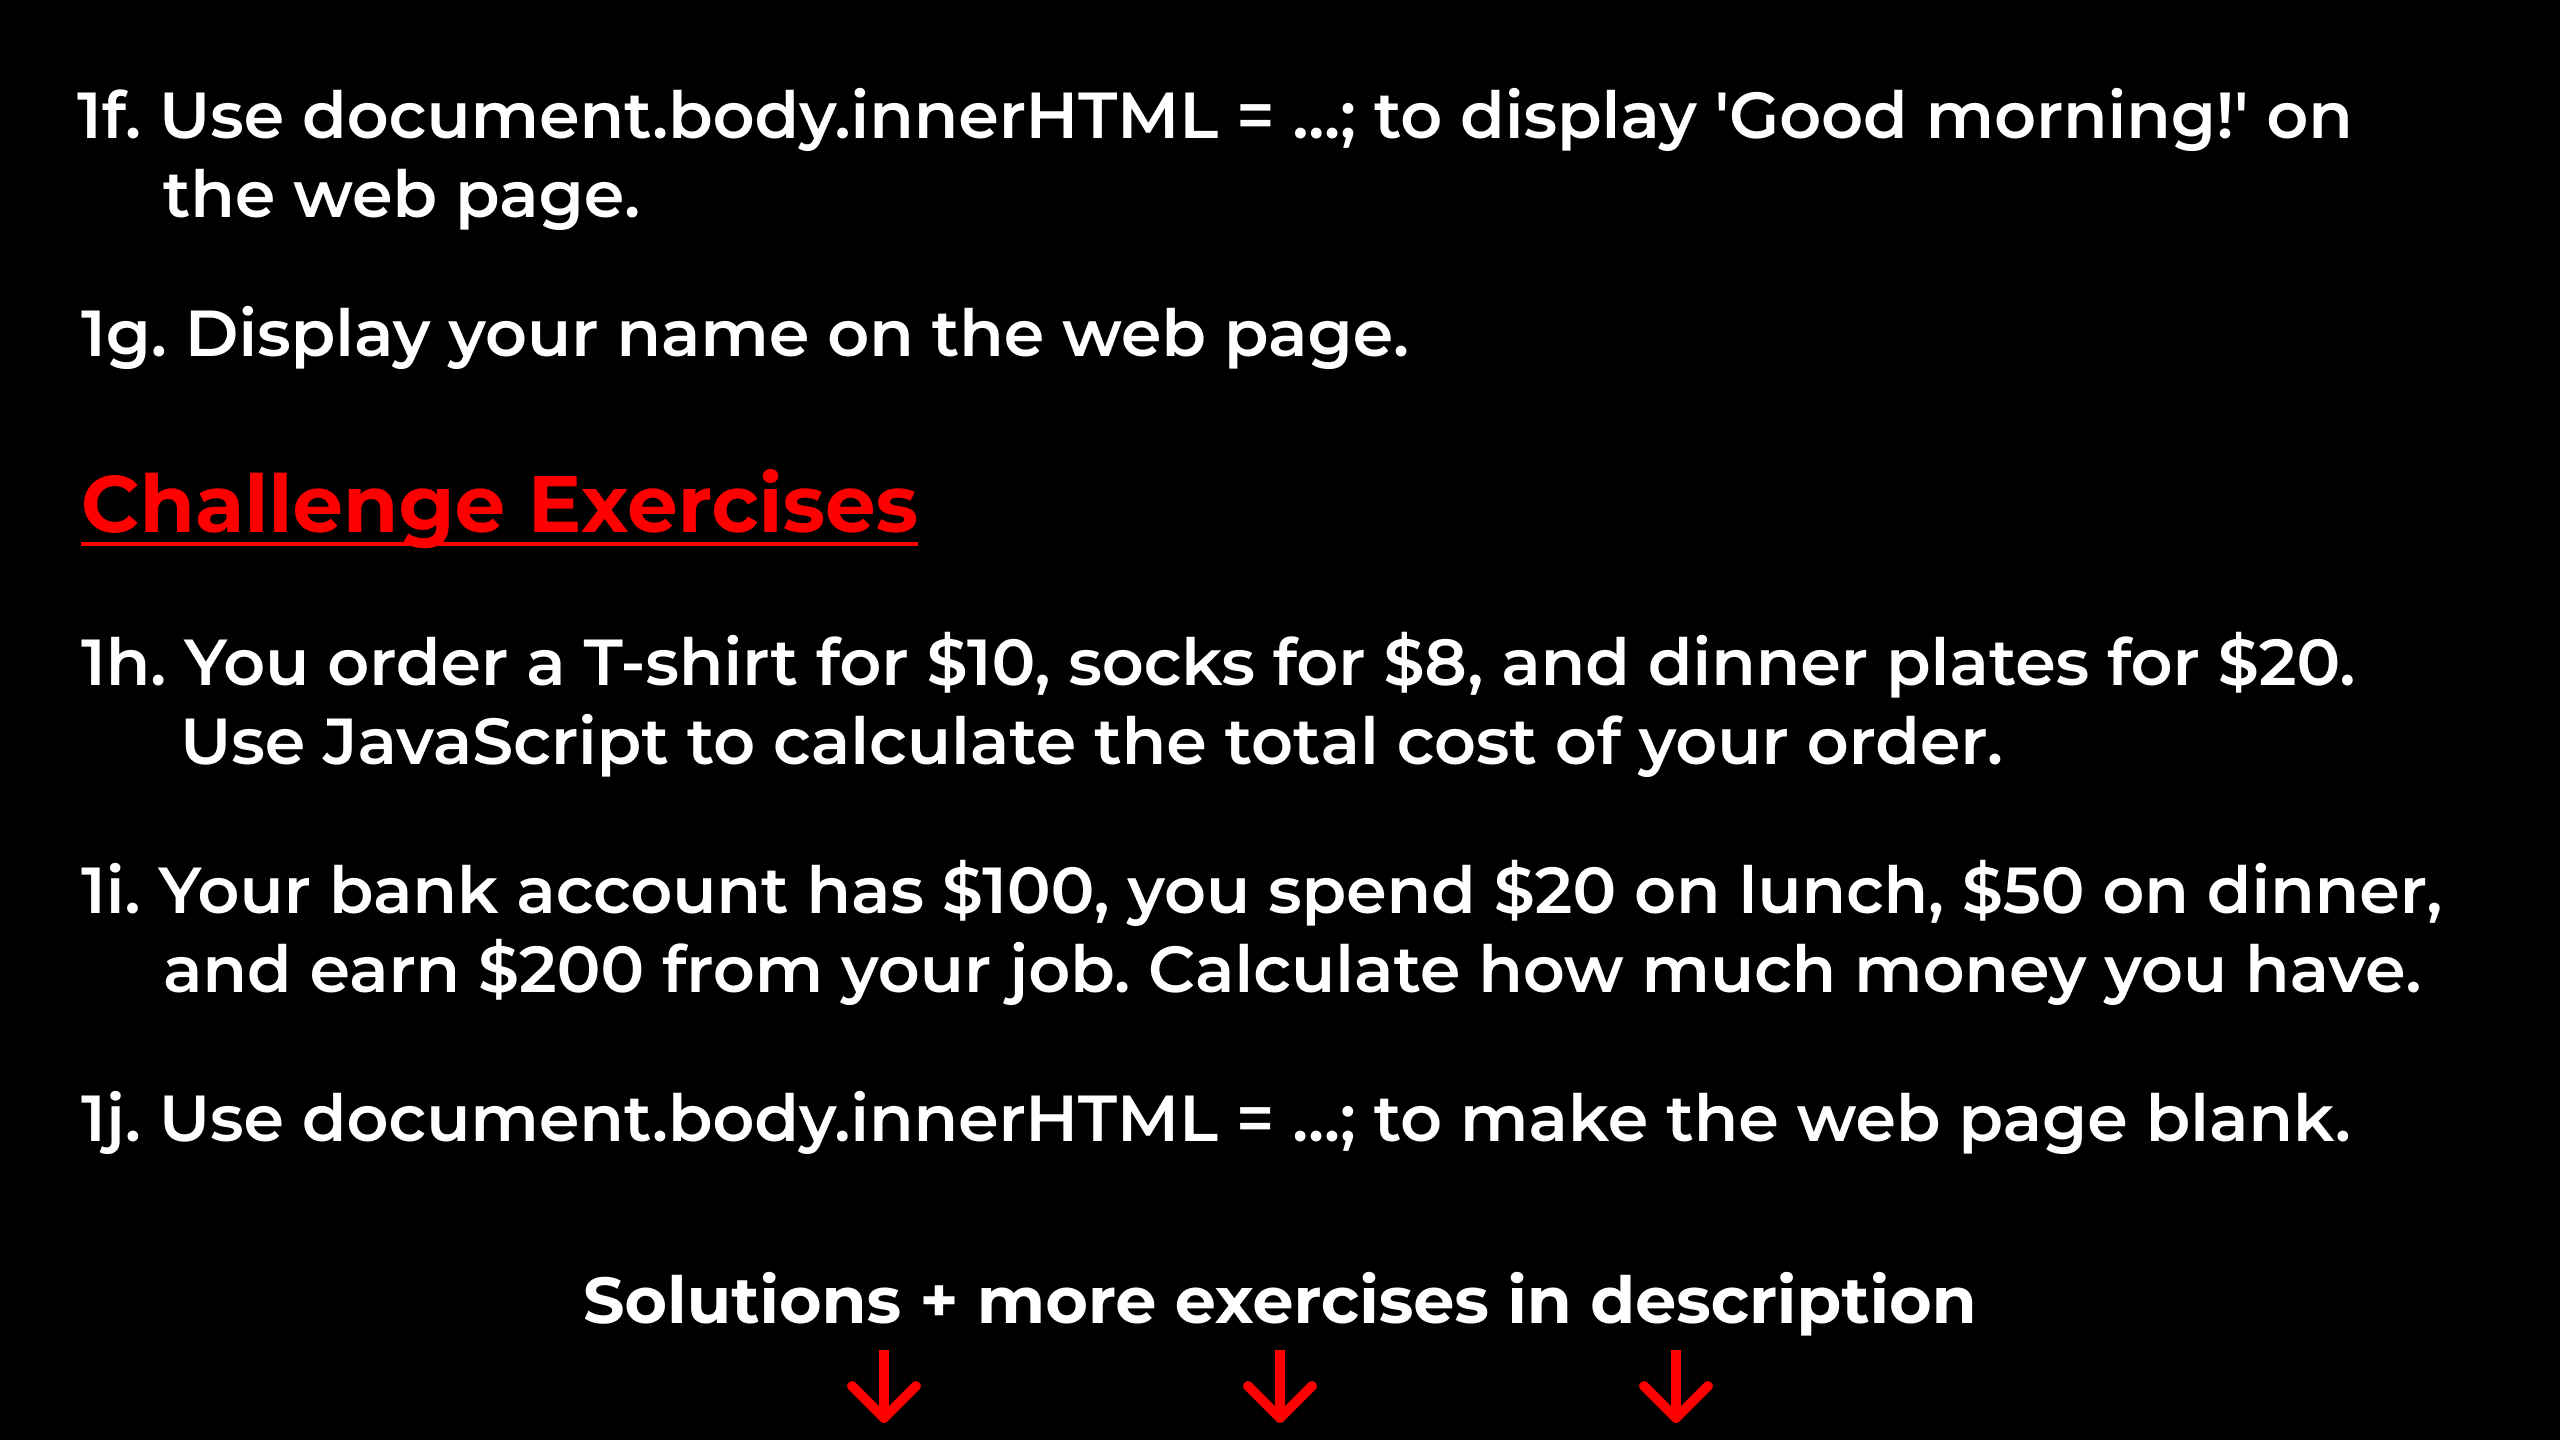 1f. Use document.body.innerHTML = ...; to display 'Good morning!' on
the web page.
1g. Display your name on the web page.
Challenge Exercises
1h. You order a T-shirt for $10, socks for $8, and dinner plates for $20.
Use JavaScript to calculate the total cost of your order.
1i. Your bank account has $100, you spend $20 on lunch, $50 on dinner,
and earn $200 from your job. Calculate how much money you have.
1j. Use document.body.innerHTML = ...; to make the web page blank.
Solutions + more exercises in description